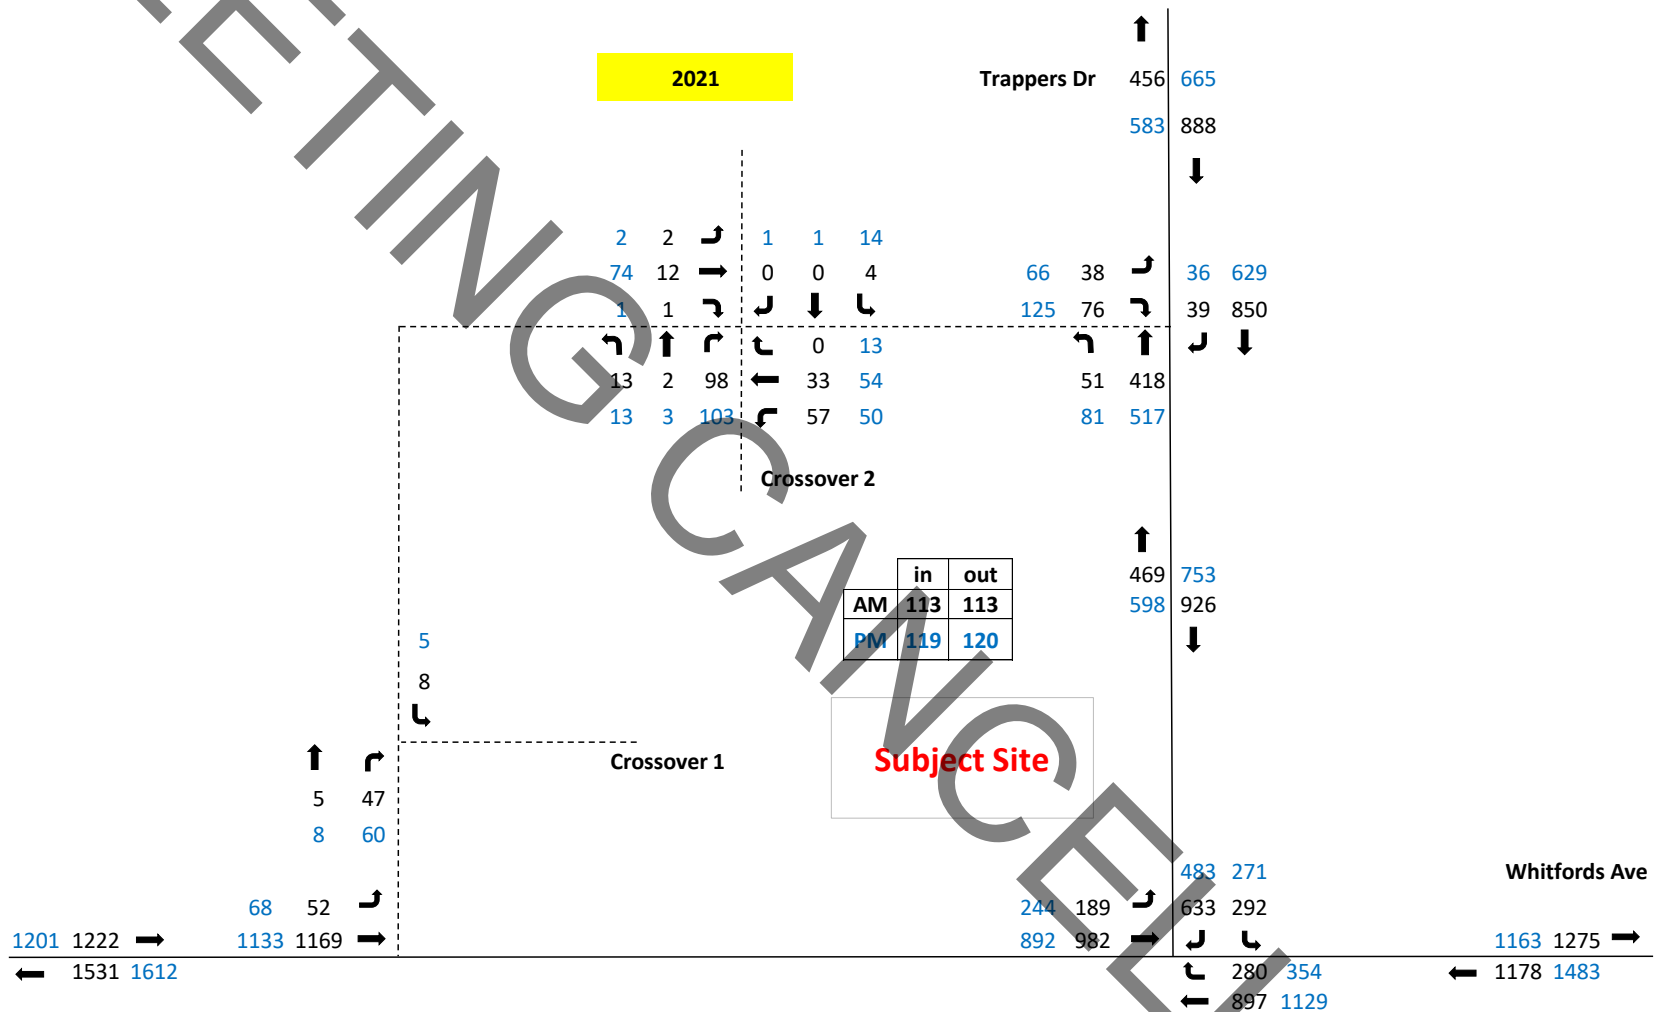 2021
Trappers Dr 456 665
583 888
2 2 1 1 14
74 12 0 0 4 66 38 36 629
1 1 125 76 39 850
0 13
13 2 98 33 54 51 418
13 3 103 57 50 81 517
Crossover 2
in out
AM 113 113
PM 119 120
469 753
598 926
5
8
Crossover 1
Subject Site
5 47
8 60
483 271
Whitfords Ave
68 52 244 189 633 292
1201 1222 1133 1169 892 982 1163 1275
1531 1612 280 354 1178 1483
897 1129
ETING CANCEL